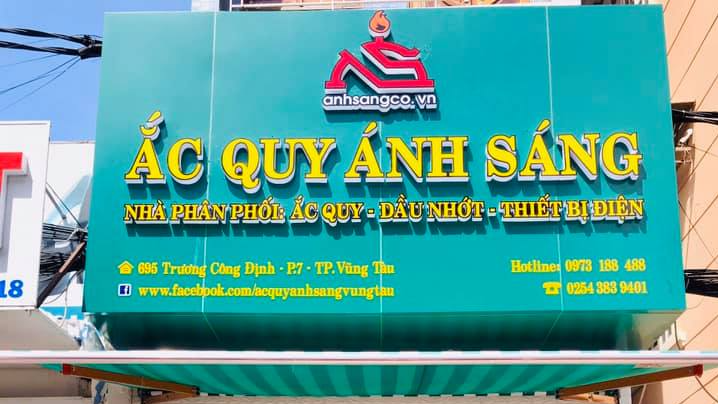 anhsangco.vn
ẮC QUY ÁNH SÁNG
NHÀ PHÂN PHỐI: ẮC QUY - DẦU NHỚT - THIẾT BỊ ĐIỆN
695 Trương Công Định - P.7 - TP. Vũng Tàu
Hotline: 0973 188 488
www.facebook.com/acquyanhsangvungtau
0254 383 9401
T
18